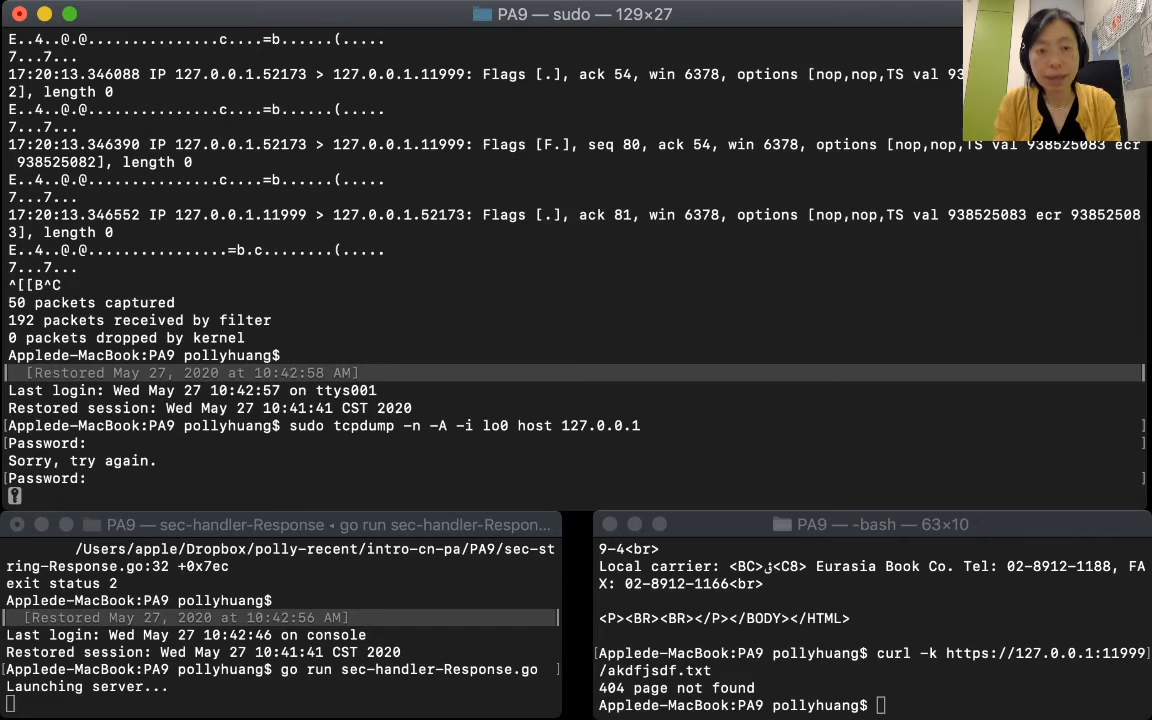 PA9 — sudo — 129×27
E..4..@.@...............c....=b......(.....
7...7...
17:20:13.346088 IP 127.0.0.1.52173 > 127.0.0.1.11999: Flags [.], ack 54, win 6378, options [nop,nop,TS val 93
2], length 0
E..4..@.@...............c....=b......(.....
7...7...
17:20:13.346390 IP 127.0.0.1.52173 > 127.0.0.1.11999: Flags [F.], seq 80, ack 54, win 6378, options [nop,nop,TS val 938525083 ecr
938525082], length 0
E..4..@.@...............c....=b......(.....
7...7...
17:20:13.346552 IP 127.0.0.1.11999 > 127.0.0.1.52173: Flags [.], ack 81, win 6378, options [nop,nop,TS val 938525083 ecr 93852508
3], length 0
E..4..@.@................=b.c........(.....
7...7...
^[[B^C
50 packets captured
192 packets received by filter
0 packets dropped by kernel
Applede-MacBook:PA9 pollyhuang$
[Restored May 27, 2020 at 10:42:58 AM]
Last login: Wed May 27 10:42:57 on ttys001
Restored session: Wed May 27 10:41:41 CST 2020
[Applede-MacBook:PA9 pollyhuang$ sudo tcpdump -n -A -i lo0 host 127.0.0.1 ]
[Password: ]
Sorry, try again.
[Password: ]
PA9 — sec-handler-Response ◂ go run sec-handler-Respon...
/Users/apple/Dropbox/polly-recent/intro-cn-pa/PA9/sec-st
ring-Response.go:32 +0x7ec
exit status 2
Applede-MacBook:PA9 pollyhuang$
[Restored May 27, 2020 at 10:42:56 AM]
Last login: Wed May 27 10:42:46 on console
Restored session: Wed May 27 10:41:41 CST 2020
[Applede-MacBook:PA9 pollyhuang$ go run sec-handler-Response.go ]
Launching server...
PA9 — -bash — 63×10
9-4<br>
Local carrier: <BC>ق<C8> Eurasia Book Co. Tel: 02-8912-1188, FA
X: 02-8912-1166<br>
<P><BR><BR></P></BODY></HTML>
[Applede-MacBook:PA9 pollyhuang$ curl -k https://127.0.0.1:11999]
/akdfjsdf.txt
404 page not found
Applede-MacBook:PA9 pollyhuang$